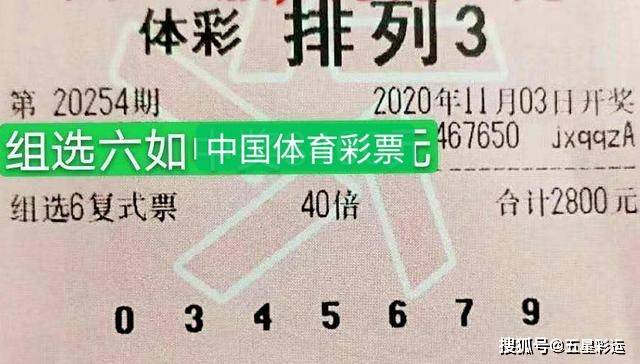 体彩 排列3
第 20254期 2020年11月03日开奖
组选六如 中国体育彩票 元 467650 jxqqzA
组选6复式票 40倍 合计2800元
0 3 4 5 6 7 9
搜狐号@五星彩运